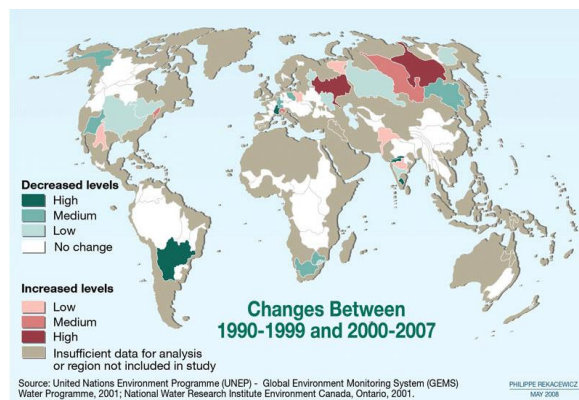 Decreased levels
High
Medium
Low
No change
Increased levels
Low
Medium
High
Insufficient data for analysis
or region not included in study
Changes Between
1990-1999 and 2000-2007
Source: United Nations Environment Programme (UNEP) - Global Environment Monitoring System (GEMS)
Water Programme, 2001; National Water Research Institute Environment Canada, Ontario, 2001.
PHILIPPE REKACEWICZ
MAY 2008